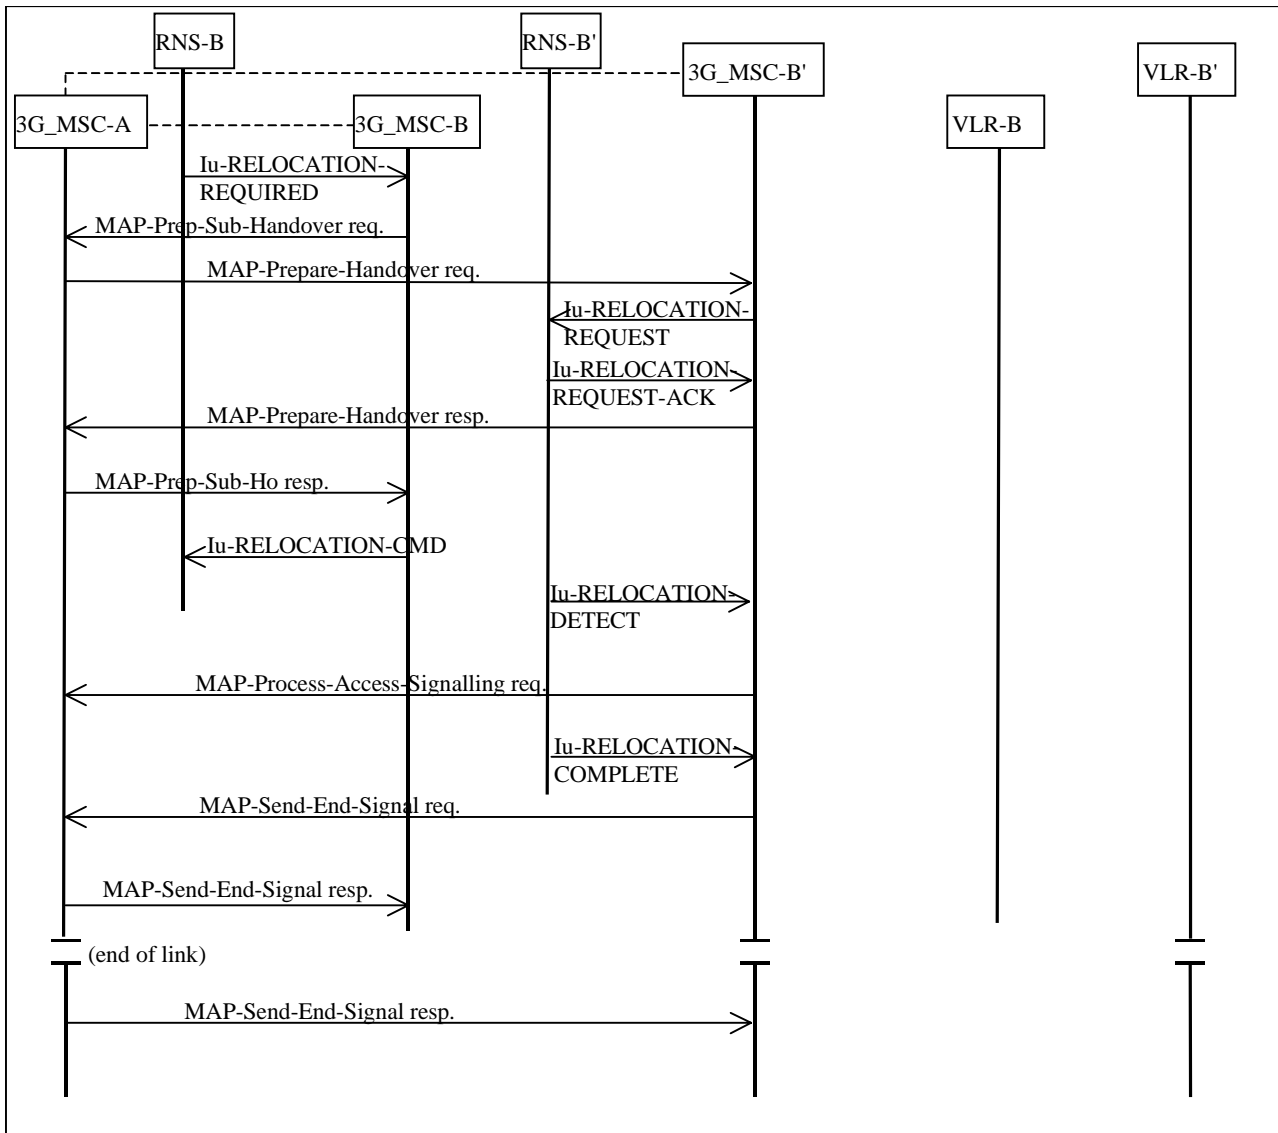 RNS-B
RNS-B'
3G_MSC-B'
VLR-B'
3G_MSC-A
3G_MSC-B
VLR-B
Iu-RELOCATION-
REQUIRED
MAP-Prep-Sub-Handover req.
MAP-Prepare-Handover req.
Iu-RELOCATION-
REQUEST
Iu-RELOCATION-
REQUEST-ACK
MAP-Prepare-Handover resp.
MAP-Prep-Sub-Ho resp.
Iu-RELOCATION-CMD
Iu-RELOCATION-
DETECT
MAP-Process-Access-Signalling req.
Iu-RELOCATION-
COMPLETE
MAP-Send-End-Signal req.
MAP-Send-End-Signal resp.
(end of link)
MAP-Send-End-Signal resp.